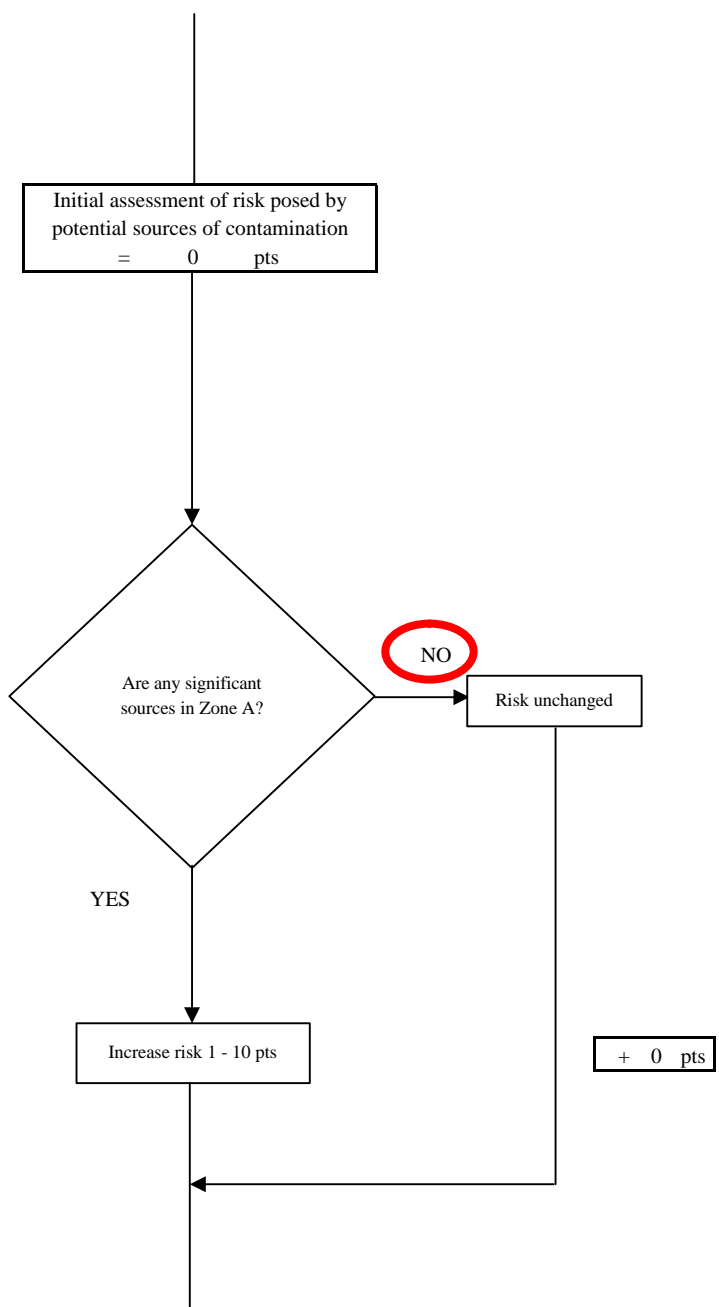 Initial assessment of risk posed by
potential sources of contamination
= 0 pts
NO
Are any significant
sources in Zone A?
Risk unchanged
YES
Increase risk 1 - 10 pts
+ 0 pts